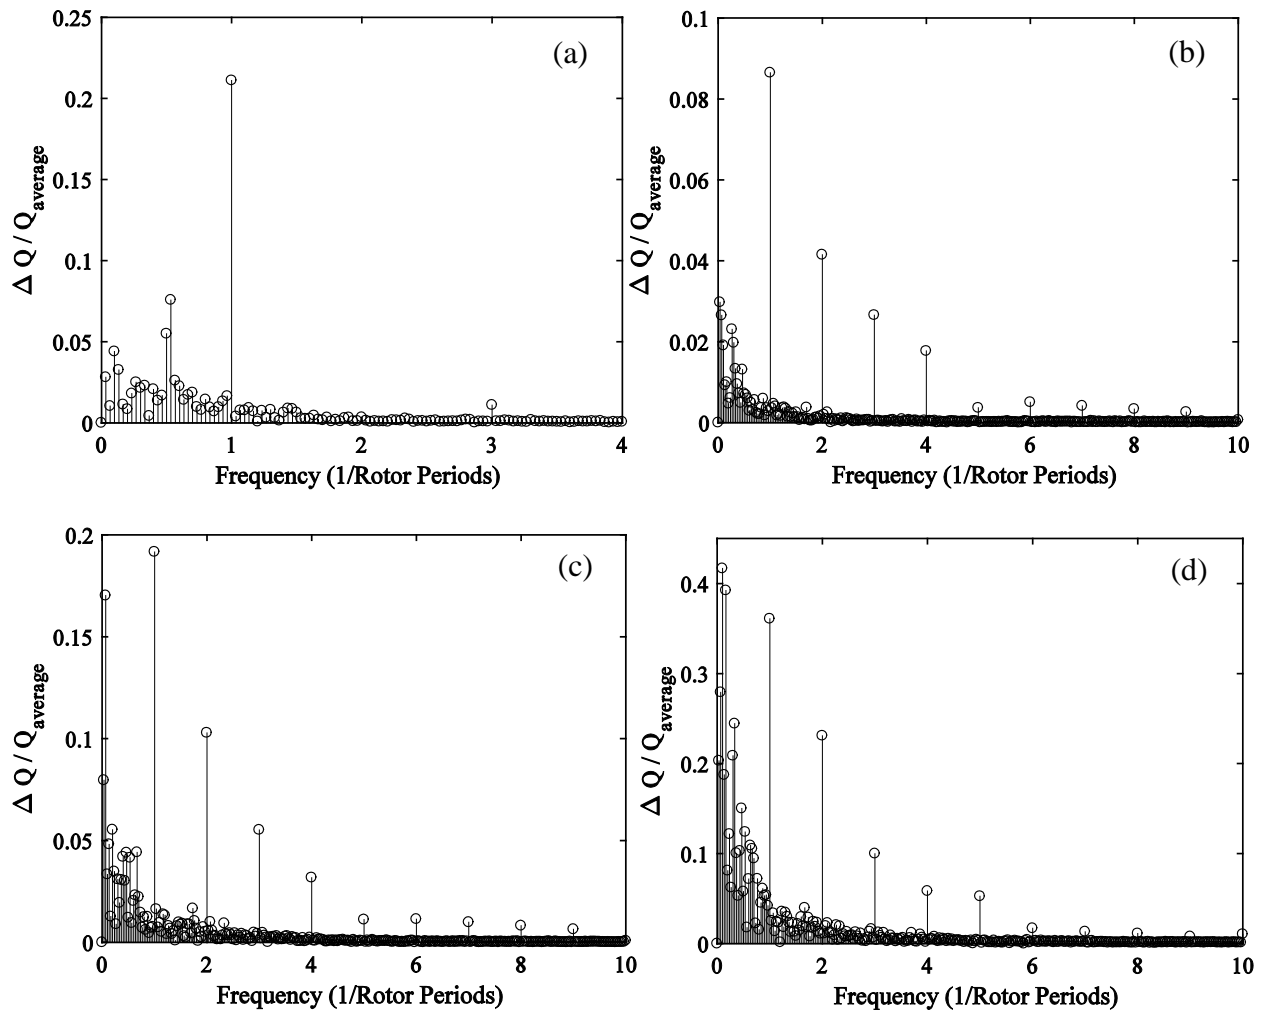 (a)
0.25
0.2
0.15
0.1
0.05
0
Δ Q / Q average
0 1 2 3 4
Frequency (1/Rotor Periods)
(b)
0.1
0.08
0.06
0.04
0.02
0
Δ Q / Q average
0 2 4 6 8 10
Frequency (1/Rotor Periods)
(c)
0.2
0.15
0.1
0.05
0
Δ Q / Q average
0 2 4 6 8 10
Frequency (1/Rotor Periods)
(d)
0.4
0.3
0.2
0.1
0
Δ Q / Q average
0 2 4 6 8 10
Frequency (1/Rotor Periods)